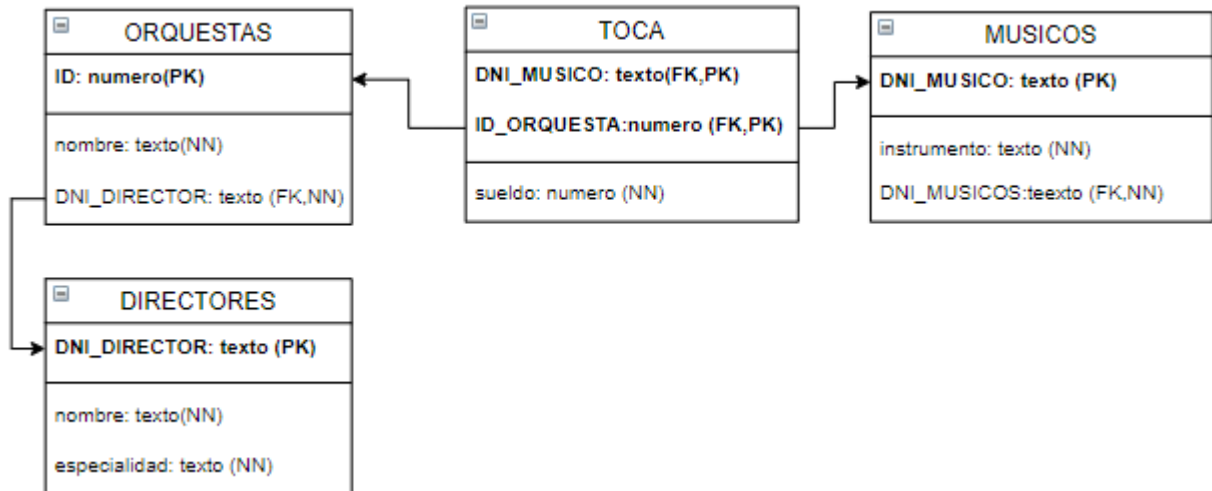 ORQUESTAS
ID: numero(PK)
nombre: texto(NN)
DNI_DIRECTOR: texto (FK,NN)
TOCA
DNI_MUSICO: texto(FK,PK)
ID_ORQUESTA:numero (FK,PK)
sueldo: numero (NN)
MUSICOS
DNI_MUSICO: texto (PK)
instrumento: texto (NN)
DNI_MUSICOS:teexto (FK,NN)
DIRECTORES
DNI_DIRECTOR: texto (PK)
nombre: texto(NN)
especialidad: texto (NN)